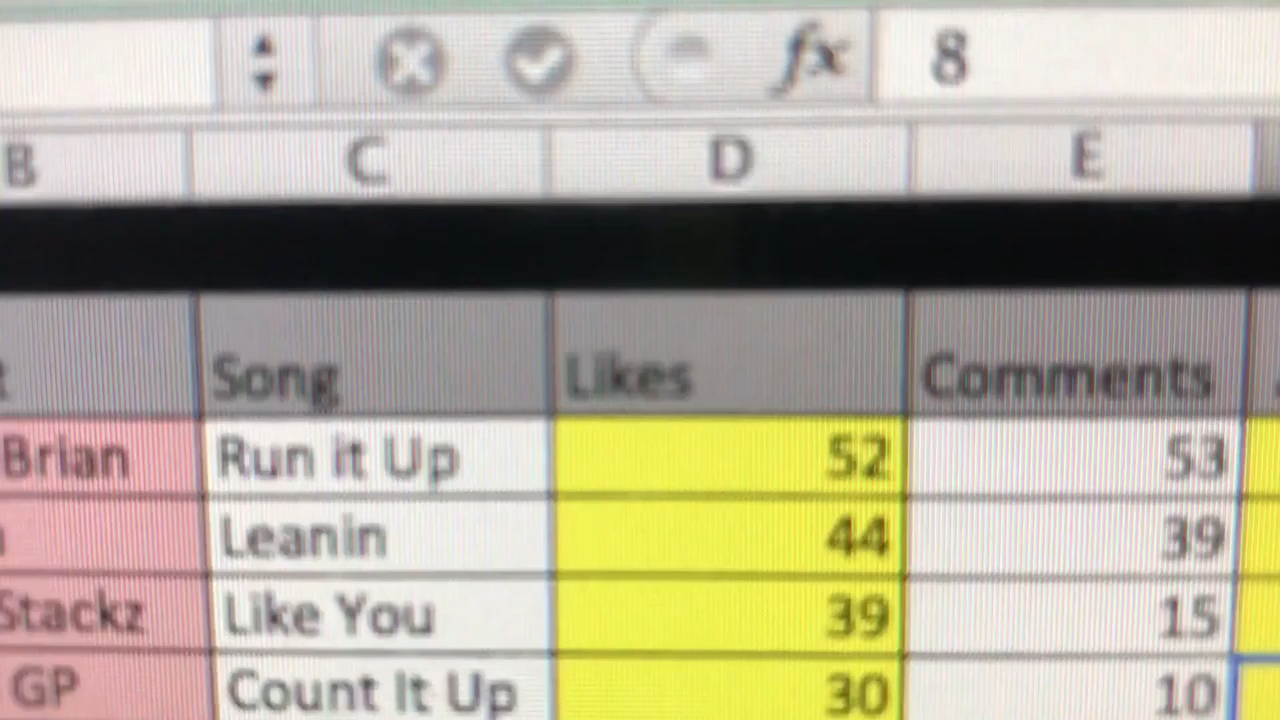 fx 8
B C D E
Song Likes Comments
Brian Run it Up 52 53
Leanin 44 39
Stackz Like You 39 15
GP Count It Up 30 10